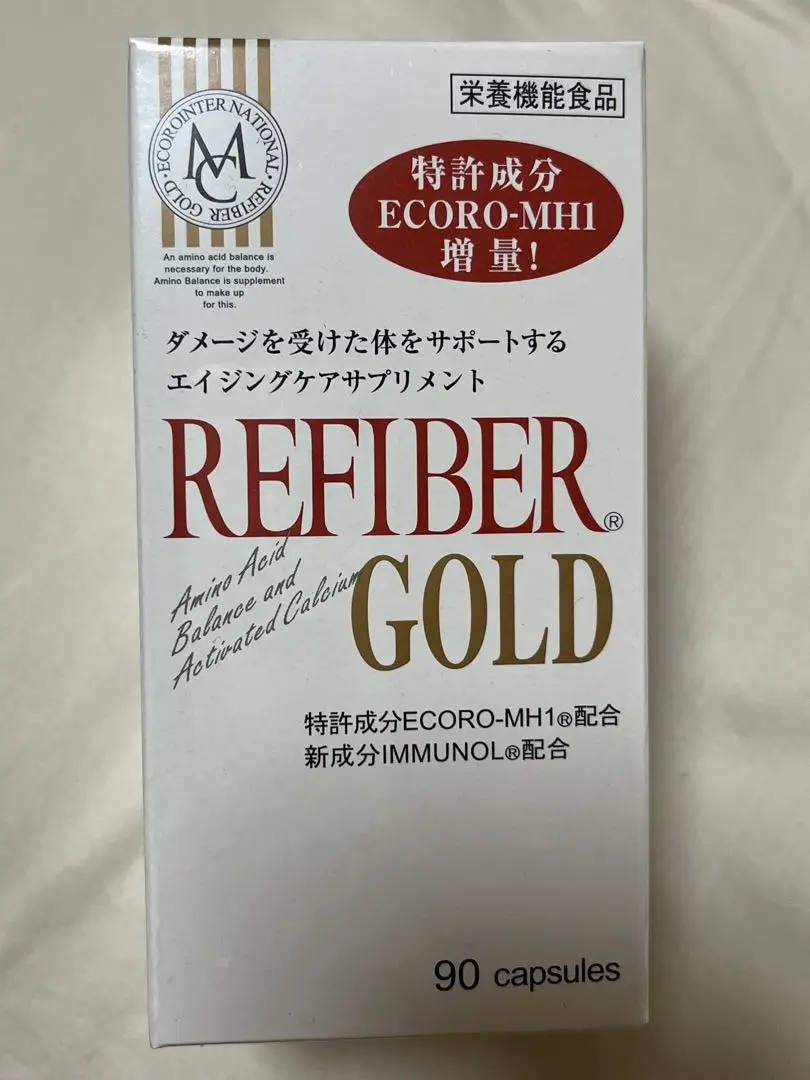 栄養機能食品
ECOROINTERNATIONAL・REFIBER GOLD・
MC
An amino acid balance is
necessary for the body.
Amino Balance is supplement
to make up
for this.
特許成分
ECORO-MH1
増量!
ダメージを受けた体をサポートする
エイジングケアサプリメント
REFIBER®
Amino Acid
Balance and
Activated Calcium
GOLD
特許成分ECORO-MH1®配合
新成分IMMUNOL®配合
90 capsules